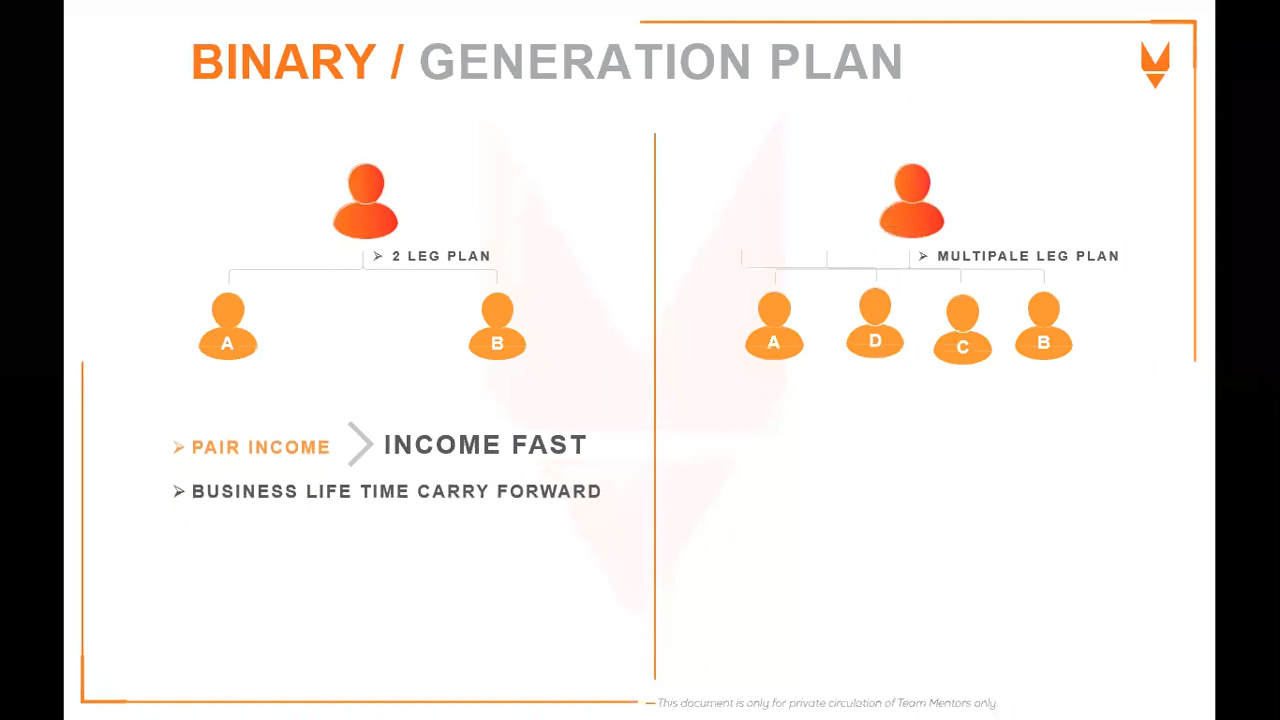 BINARY / GENERATION PLAN
➢ 2 LEG PLAN
A
B
➢ PAIR INCOME > INCOME FAST
➢ BUSINESS LIFE TIME CARRY FORWARD
➢ MULTIPALE LEG PLAN
A
D
C
B
This document is only for private circulation of Team Mentors only.